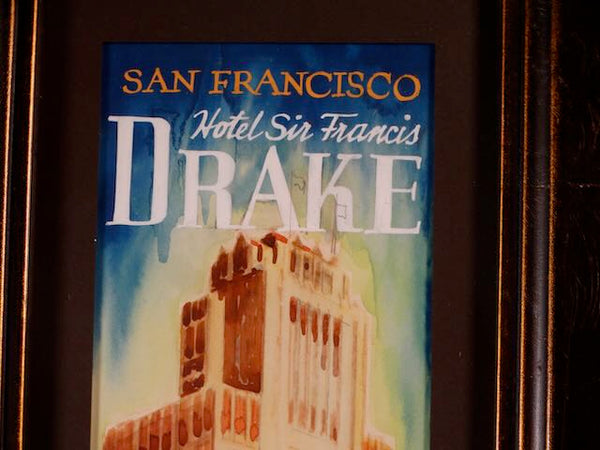 SAN FRANCISCO
Hotel Sir Francis
DRAKE